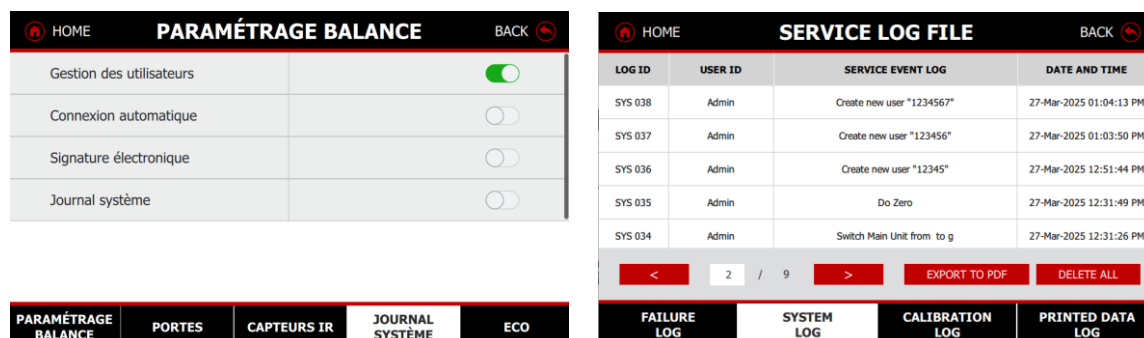 HOME PARAMÉTRAGE BALANCE BACK
Gestion des utilisateurs
Connexion automatique
Signature électronique
Journal système
PARAMÉTRAGE BALANCE PORTES CAPTEURS IR JOURNAL SYSTÈME ECO
HOME SERVICE LOG FILE BACK
LOG ID USER ID SERVICE EVENT LOG DATE AND TIME
SYS 038 Admin Create new user "1234567" 27-Mar-2025 01:04:13 PM
SYS 037 Admin Create new user "123456" 27-Mar-2025 01:03:50 PM
SYS 036 Admin Create new user "12345" 27-Mar-2025 12:51:44 PM
SYS 035 Admin Do Zero 27-Mar-2025 12:31:49 PM
SYS 034 Admin Switch Main Unit from to g 27-Mar-2025 12:31:26 PM
< 2 / 9 > EXPORT TO PDF DELETE ALL
FAILURE LOG SYSTEM LOG CALIBRATION LOG PRINTED DATA LOG